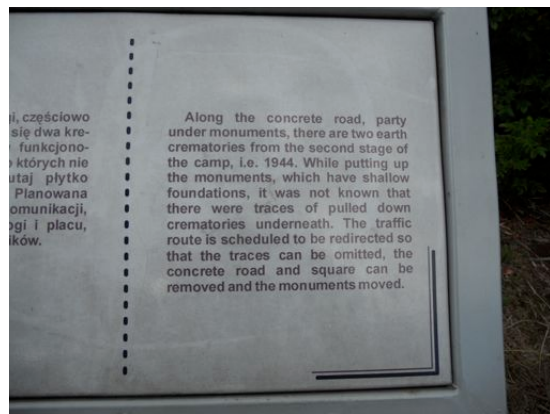 gi, częściowo
się dwa kre-
funkcjono-
których nie
utaj płytko
Planowana
omunikacji,
ogi i placu,
ików.
Along the concrete road, party
under monuments, there are two earth
crematories from the second stage of
the camp, i.e. 1944. While putting up
the monuments, which have shallow
foundations, it was not known that
there were traces of pulled down
crematories underneath. The traffic
route is scheduled to be redirected so
that the traces can be omitted, the
concrete road and square can be
removed and the monuments moved.